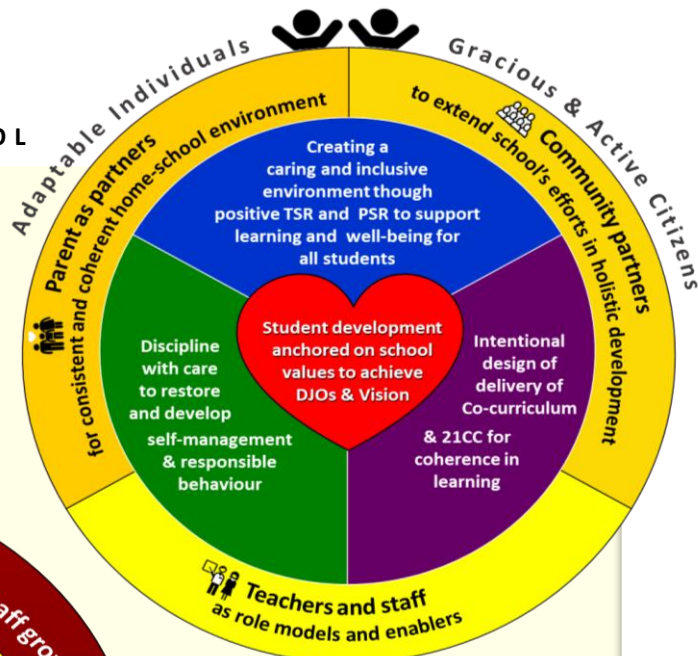 Adaptable Individuals
Gracious & Active Citizens
O L
Parent as partners
for consistent and coherent home-school environment
Community partners
to extend school's efforts in holistic development
Creating a
caring and inclusive
environment though
positive TSR and PSR to support
learning and well-being for
all students
Student development
anchored on school
values to achieve
DJOs & Vision
Discipline
with care
to restore
and develop
self-management
& responsible
behaviour
Intentional
design of
delivery of
Co-curriculum
& 21CC for
coherence in
learning
Teachers and staff
as role models and enablers